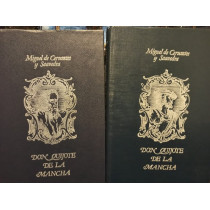 Miguel de Cervantes
y Saavedra
DON QUIJOTE
DE LA
MANCHA
Miguel de Cervantes
y Saavedra
DON QUIJOTE
DE LA
MANCHA